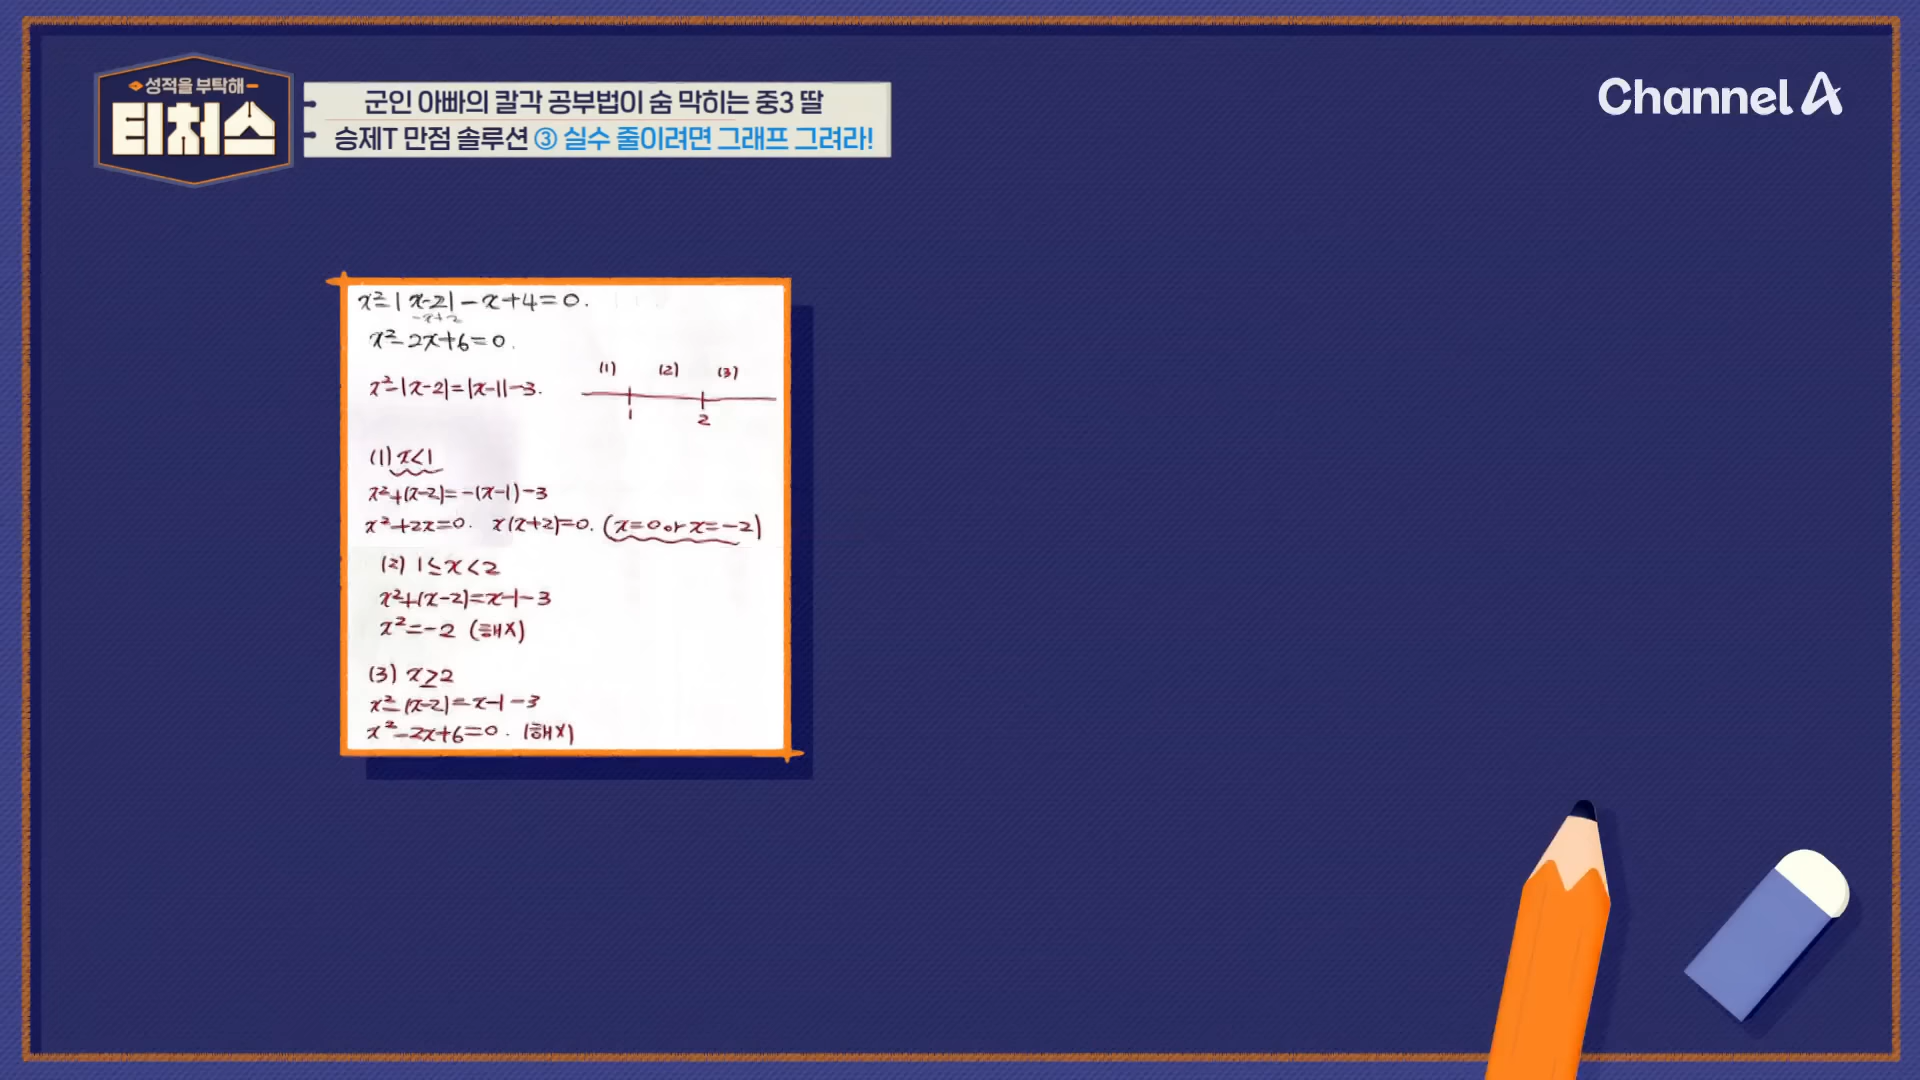 성적을 부탁해
티처스
군인 아빠의 칼각 공부법이 숨 막히는 중3 딸
승제T 만점 솔루션 ③ 실수 줄이려면 그래프 그려라!
Channel A
x²-|x-2|-x+4=0.
-x+2
x²-2x+6=0.
x²-|x-2|=|x-1|-3.
(1) (2) (3)
1 2
(1) x<1
x²+(x-2)=-(x-1)-3
x²+2x=0. x(x+2)=0. (x=0 or x=-2)
(2) 1≤x<2
x²+(x-2)=x-1-3
x²=-2 (해X)
(3) x≥2
x²-(x-2)=x-1-3
x²-2x+6=0. (해X)